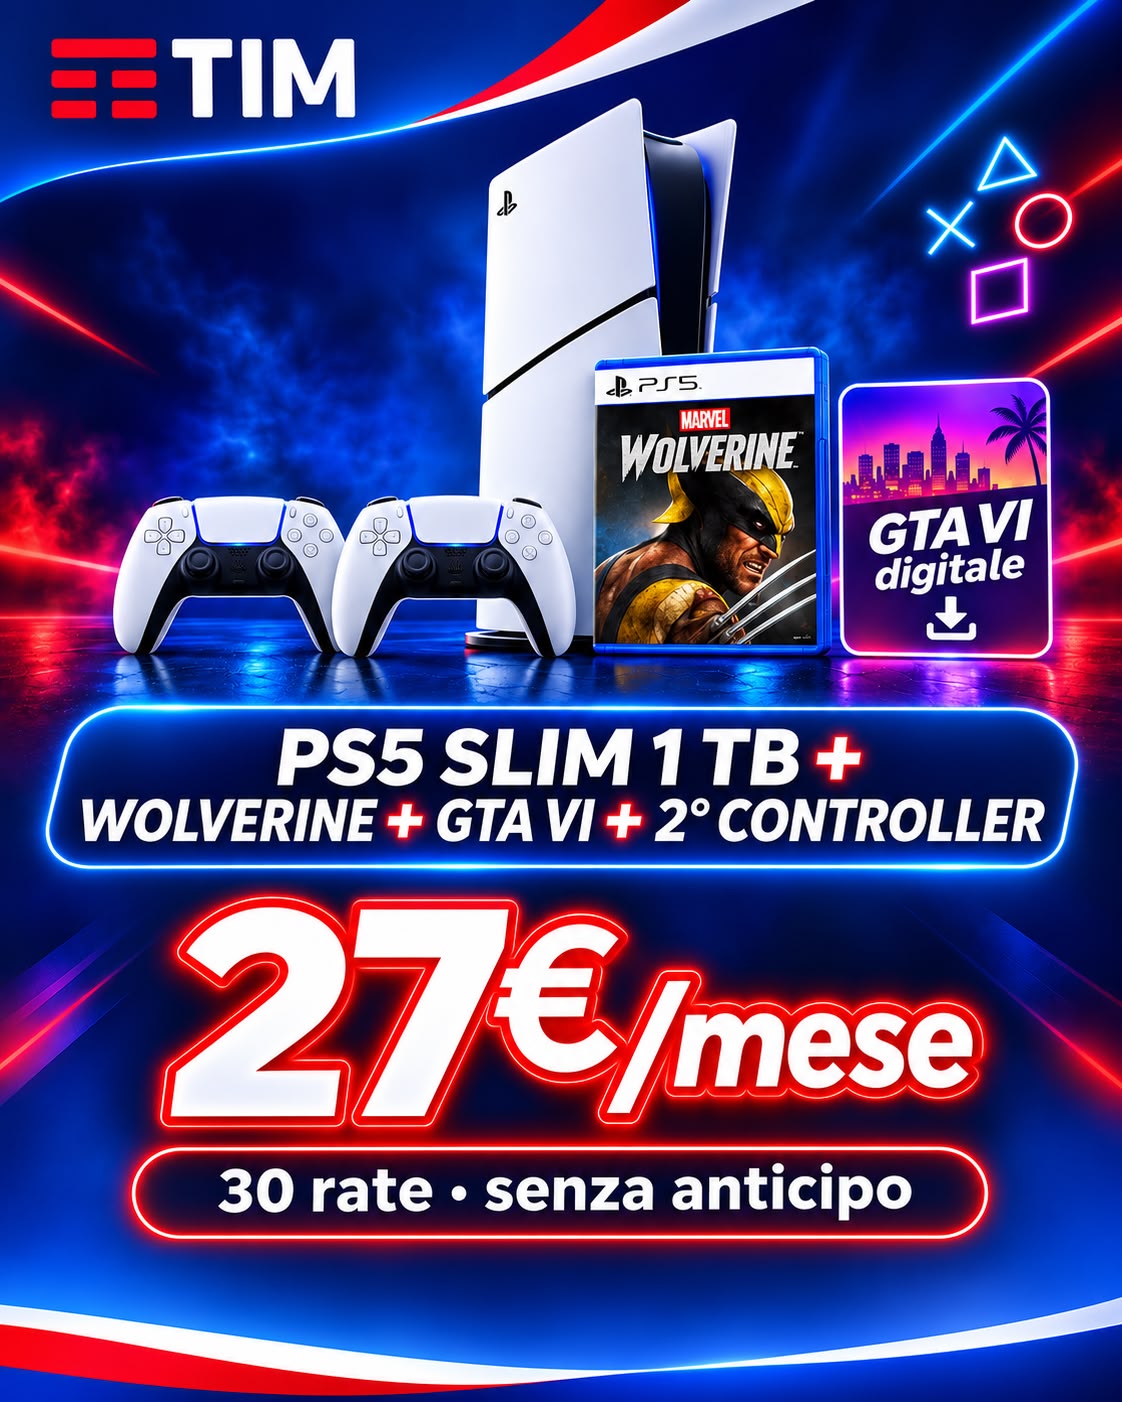 TIM
PS5
MARVEL
WOLVERINE
GTA VI
digitale
PS5 SLIM 1 TB +
WOLVERINE + GTA VI + 2° CONTROLLER
27€/mese
30 rate • senza anticipo